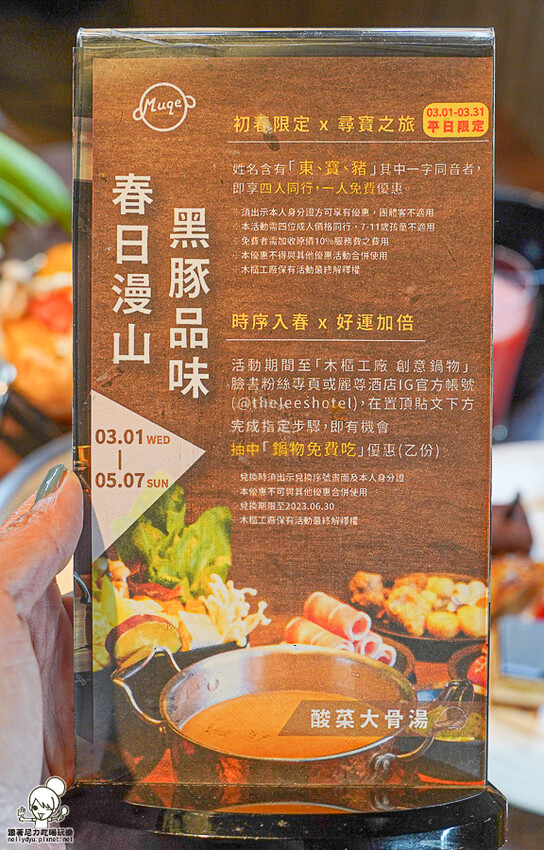 Muqe
春日漫山
黑豚品味
03.01 WED
05.07 SUN
初春限定 x 尋寶之旅
03.01-03.31
平日限定
姓名含有「東、寶、豬」其中一字同音者，
即享四人同行，一人免費優惠。
※須出示本人身分證方可享有優惠，團體客不適用
※本活動需四位成人價格同行，7-11歲孩童不適用
※免費者需加收原價10%服務費之費用
※本優惠不得與其他優惠活動合併使用
※木樞工廠保有活動最終解釋權
時序入春 x 好運加倍
活動期間至「木樞工廠 創意鍋物」
臉書粉絲專頁或麗尊酒店IG官方帳號
(@theleeshotel)，在置頂貼文下方
完成指定步驟，即有機會
抽中「鍋物免費吃」優惠(乙份)
·兌換時須出示兌換序號畫面及本人身分證
·本優惠不可與其他優惠合併使用
·兌換期限至2023.06.30
·木樞工廠保有活動最終解釋權
酸菜大骨湯
跟著尼力吃喝玩樂
nellydyu.pixnet.net